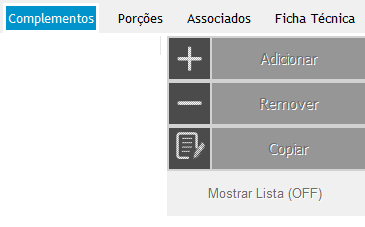 Complementos Porções Associados Ficha Técnica
Adicionar
Remover
Copiar
Mostrar Lista (OFF)